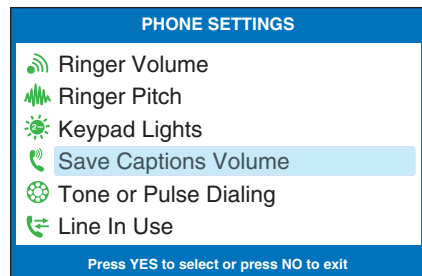 PHONE SETTINGS
Ringer Volume
Ringer Pitch
Keypad Lights
Save Captions Volume
Tone or Pulse Dialing
Line In Use
Press YES to select or press NO to exit